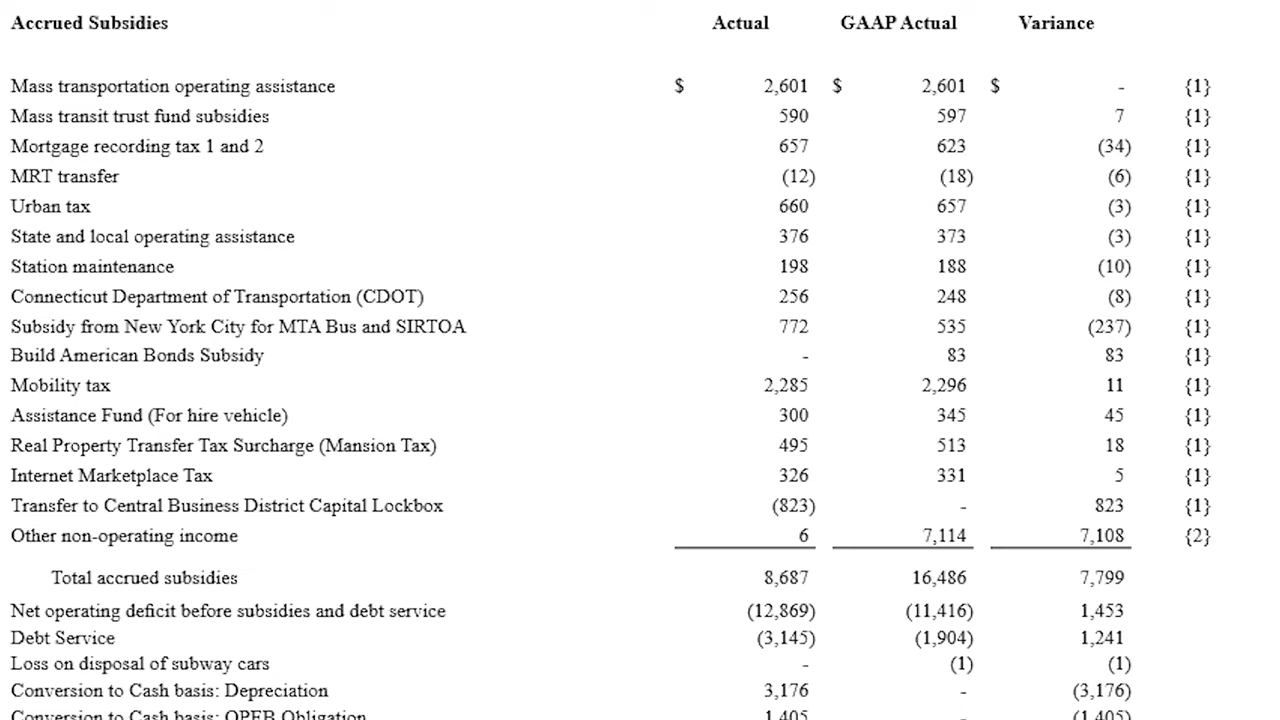 Accrued Subsidies Actual GAAP Actual Variance
Mass transportation operating assistance $ 2,601 $ 2,601 $ - {1}
Mass transit trust fund subsidies 590 597 7 {1}
Mortgage recording tax 1 and 2 657 623 (34) {1}
MRT transfer (12) (18) (6) {1}
Urban tax 660 657 (3) {1}
State and local operating assistance 376 373 (3) {1}
Station maintenance 198 188 (10) {1}
Connecticut Department of Transportation (CDOT) 256 248 (8) {1}
Subsidy from New York City for MTA Bus and SIRTOA 772 535 (237) {1}
Build American Bonds Subsidy - 83 83 {1}
Mobility tax 2,285 2,296 11 {1}
Assistance Fund (For hire vehicle) 300 345 45 {1}
Real Property Transfer Tax Surcharge (Mansion Tax) 495 513 18 {1}
Internet Marketplace Tax 326 331 5 {1}
Transfer to Central Business District Capital Lockbox (823) - 823 {1}
Other non-operating income 6 7,114 7,108 {2}
Total accrued subsidies 8,687 16,486 7,799
Net operating deficit before subsidies and debt service (12,869) (11,416) 1,453
Debt Service (3,145) (1,904) 1,241
Loss on disposal of subway cars - (1) (1)
Conversion to Cash basis: Depreciation 3,176 - (3,176)
Conversion to Cash basis: OPEB Obligation 1,405 - (1,405)